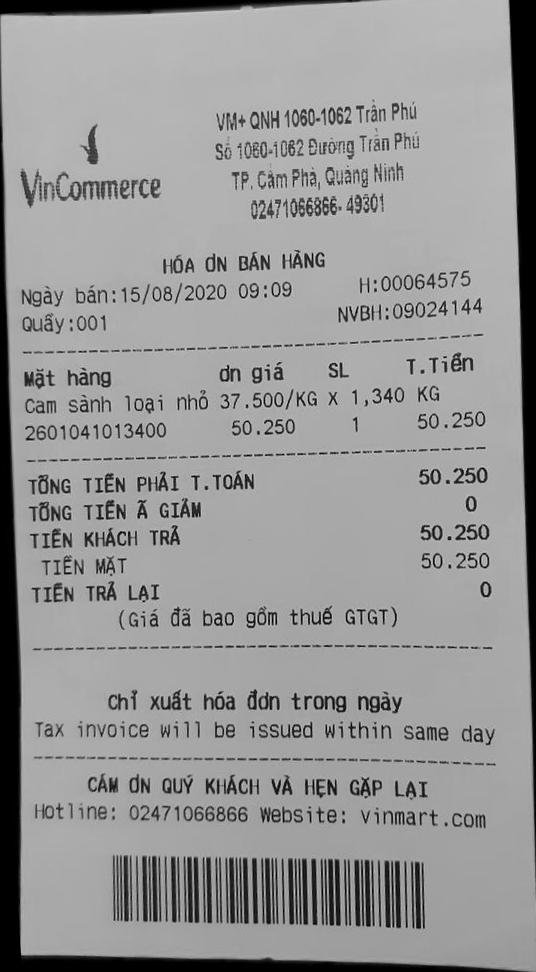 VinCommerce
VM+ QNH 1060-1062 Trần Phú
Số 1060-1062 Đường Trần Phú
TP. Cẩm Phả, Quảng Ninh
02471066866- 49301
HÓA ƠN BÁN HÀNG
Ngày bán:15/08/2020 09:09 H:00064575
Quầy:001 NVBH:09024144
Mặt hàng ơn giá SL T.Tiền
Cam sành loại nhỏ 37.500/KG X 1,340 KG
2601041013400 50.250 1 50.250
TỔNG TIỀN PHẢI T.TOÁN 50.250
TỔNG TIỀN Ã GIẢM 0
TIỀN KHÁCH TRẢ 50.250
TIỀN MẶT 50.250
TIỀN TRẢ LẠI 0
(Giá đã bao gồm thuế GTGT)
Chỉ xuất hóa đơn trong ngày
Tax invoice will be issued within same day
CÁM ƠN QUÝ KHÁCH VÀ HẸN GẶP LẠI
Hotline: 02471066866 Website: vinmart.com